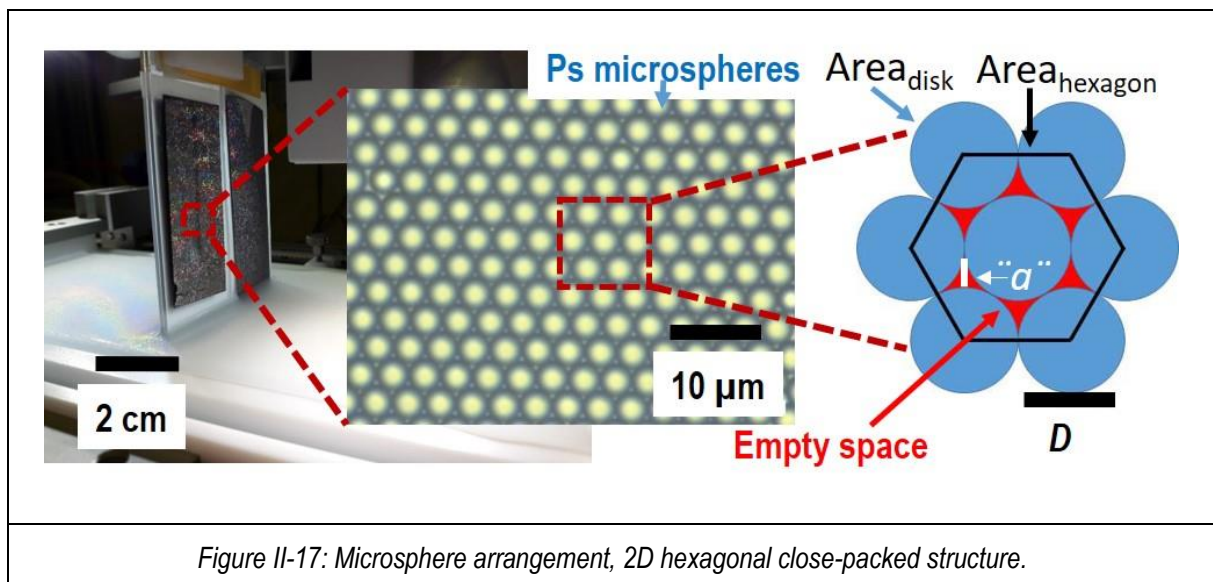 Ps microspheres
Area_disk
Area_hexagon
¨a¨
2 cm
10 µm
Empty space
D
Figure II-17: Microsphere arrangement, 2D hexagonal close-packed structure.